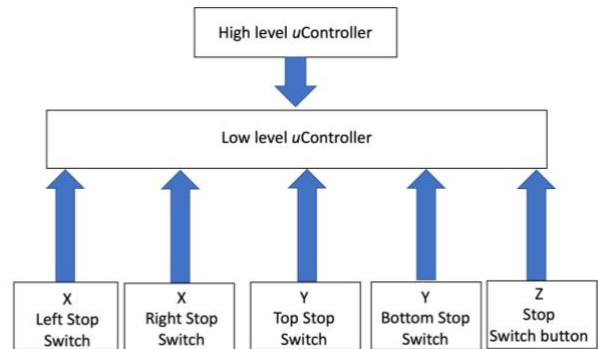 High level uController
Low level uController
X
Left Stop
Switch
X
Right Stop
Switch
Y
Top Stop
Switch
Y
Bottom Stop
Switch
Z
Stop
Switch button